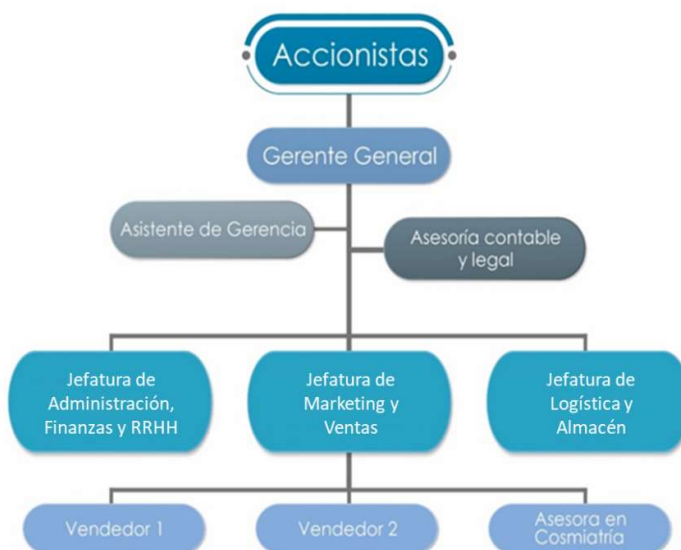 Accionistas
Gerente General
Asistente de Gerencia
Asesoría contable
y legal
Jefatura de
Administración,
Finanzas y RRHH
Jefatura de
Marketing y
Ventas
Jefatura de
Logística y
Almacén
Vendedor 1
Vendedor 2
Asesora en
Cosmiatría